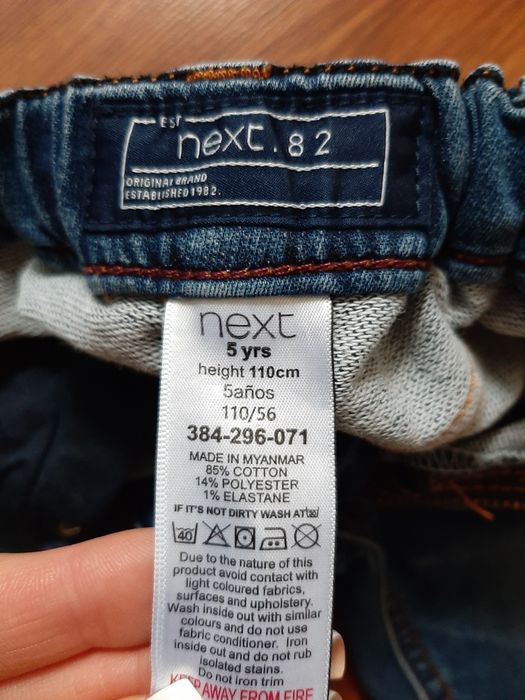 EST
next.82
ORIGINAL BRAND
ESTABLISHED 1982.
next
5 yrs
height 110cm
5años
110/56
384-296-071
MADE IN MYANMAR
85% COTTON
14% POLYESTER
1% ELASTANE
IF IT'S NOT DIRTY WASH AT 30
40
Due to the nature of this
product avoid contact with
light coloured fabrics,
surfaces and upholstery.
Wash inside out with similar
colours and do not use
fabric conditioner. Iron
inside out and do not rub
isolated stains.
Do not iron trim
KEEP AWAY FROM FIRE